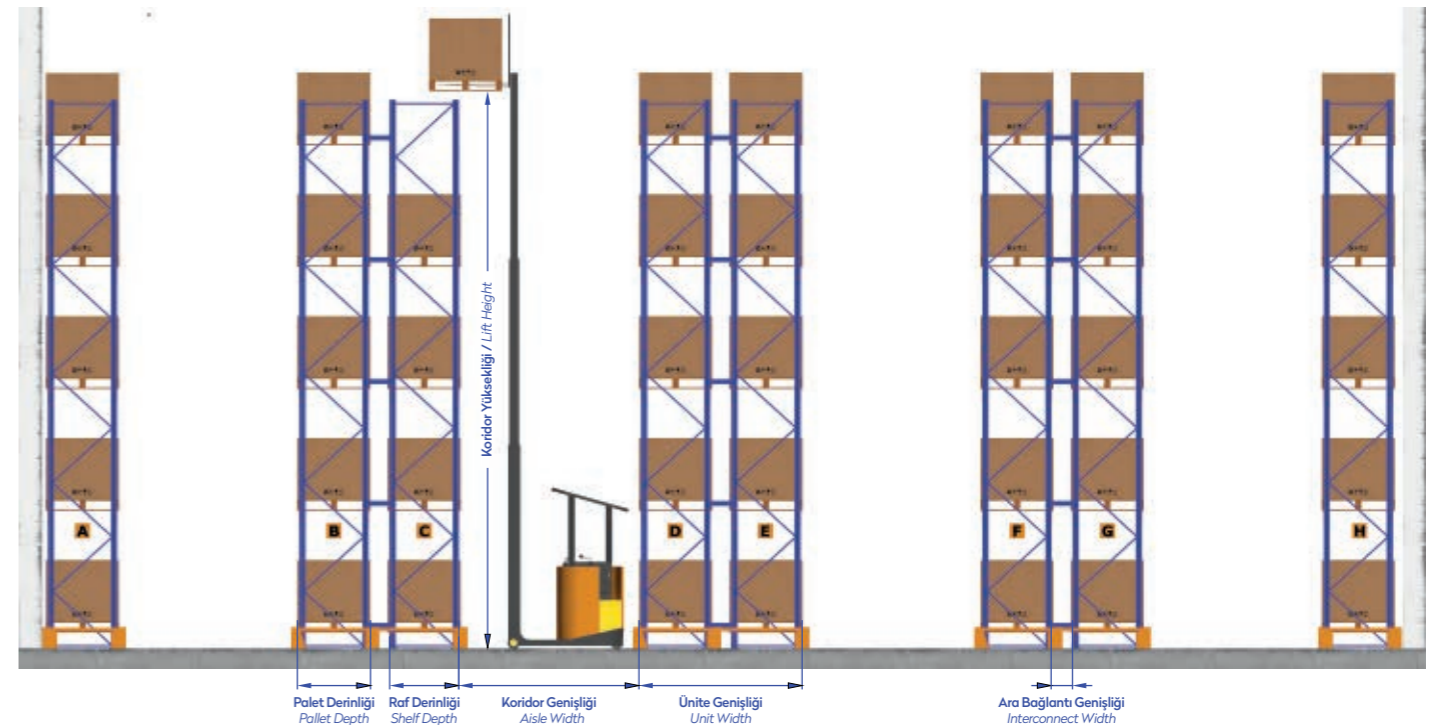 Koridor Yüksekliği / Lift Height
A
B
C
D
E
F
G
H
Palet Derinliği
Pallet Depth
Raf Derinliği
Shelf Depth
Koridor Genişliği
Aisle Width
Ünite Genişliği
Unit Width
Ara Bağlantı Genişliği
Interconnect Width